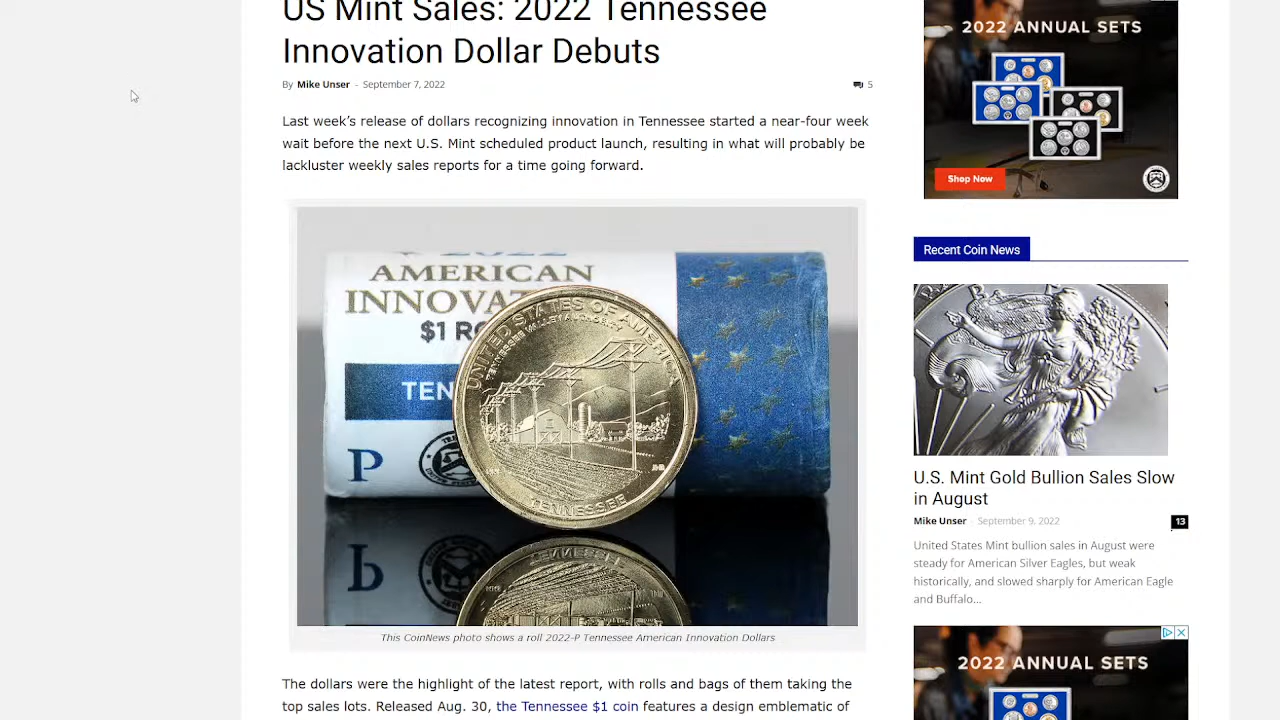 US Mint Sales: 2022 Tennessee
Innovation Dollar Debuts
By Mike Unser - September 7, 2022
5
Last week's release of dollars recognizing innovation in Tennessee started a near-four week
wait before the next U.S. Mint scheduled product launch, resulting in what will probably be
lackluster weekly sales reports for a time going forward.
2022
AMERICAN
INNOVAT
$1 RO
TEN
P
UNITED STATES OF AMERICA
TENNESSEE VALLEY AUTHORITY
TENNESSEE
This CoinNews photo shows a roll 2022-P Tennessee American Innovation Dollars
The dollars were the highlight of the latest report, with rolls and bags of them taking the
top sales lots. Released Aug. 30, the Tennessee $1 coin features a design emblematic of
2022 ANNUAL SETS
Shop Now
Recent Coin News
U.S. Mint Gold Bullion Sales Slow
in August
Mike Unser - September 9, 2022
13
United States Mint bullion sales in August were
steady for American Silver Eagles, but weak
historically, and slowed sharply for American Eagle
and Buffalo...
2022 ANNUAL SETS